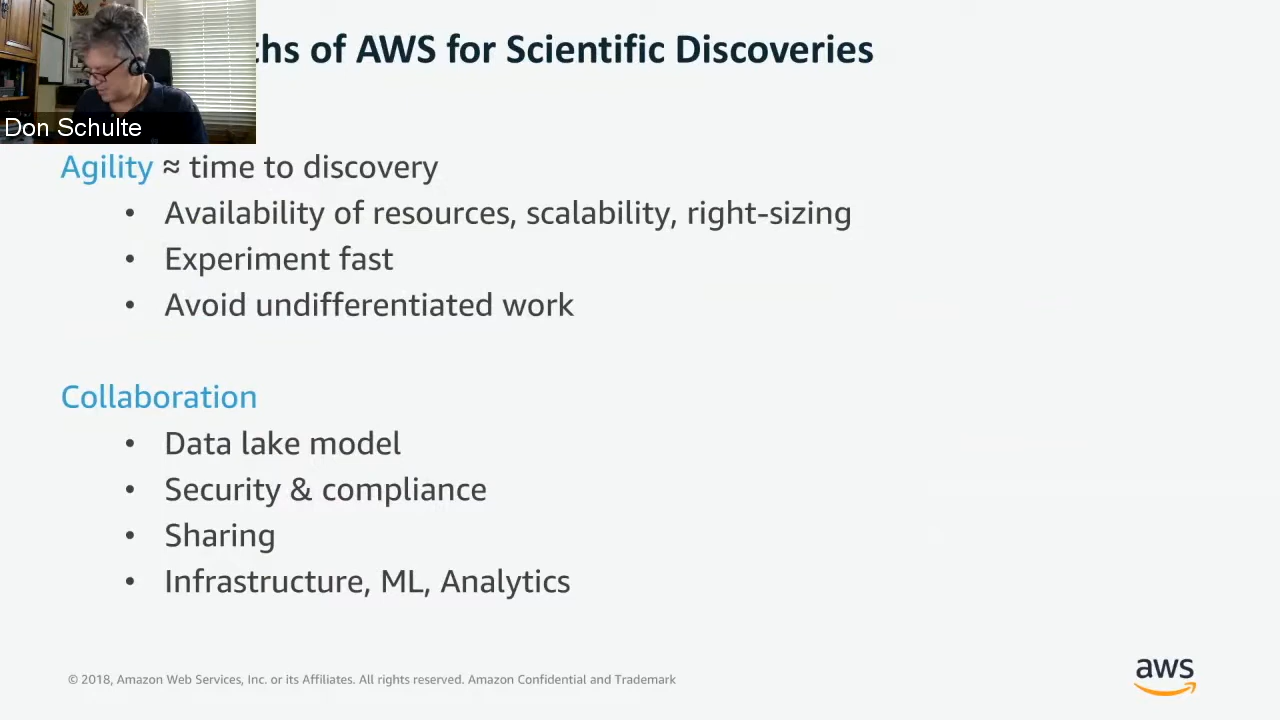 ths of AWS for Scientific Discoveries
Don Schulte
Agility ≈ time to discovery
• Availability of resources, scalability, right-sizing
• Experiment fast
• Avoid undifferentiated work
Collaboration
• Data lake model
• Security & compliance
• Sharing
• Infrastructure, ML, Analytics
© 2018, Amazon Web Services, Inc. or its Affiliates. All rights reserved. Amazon Confidential and Trademark
aws